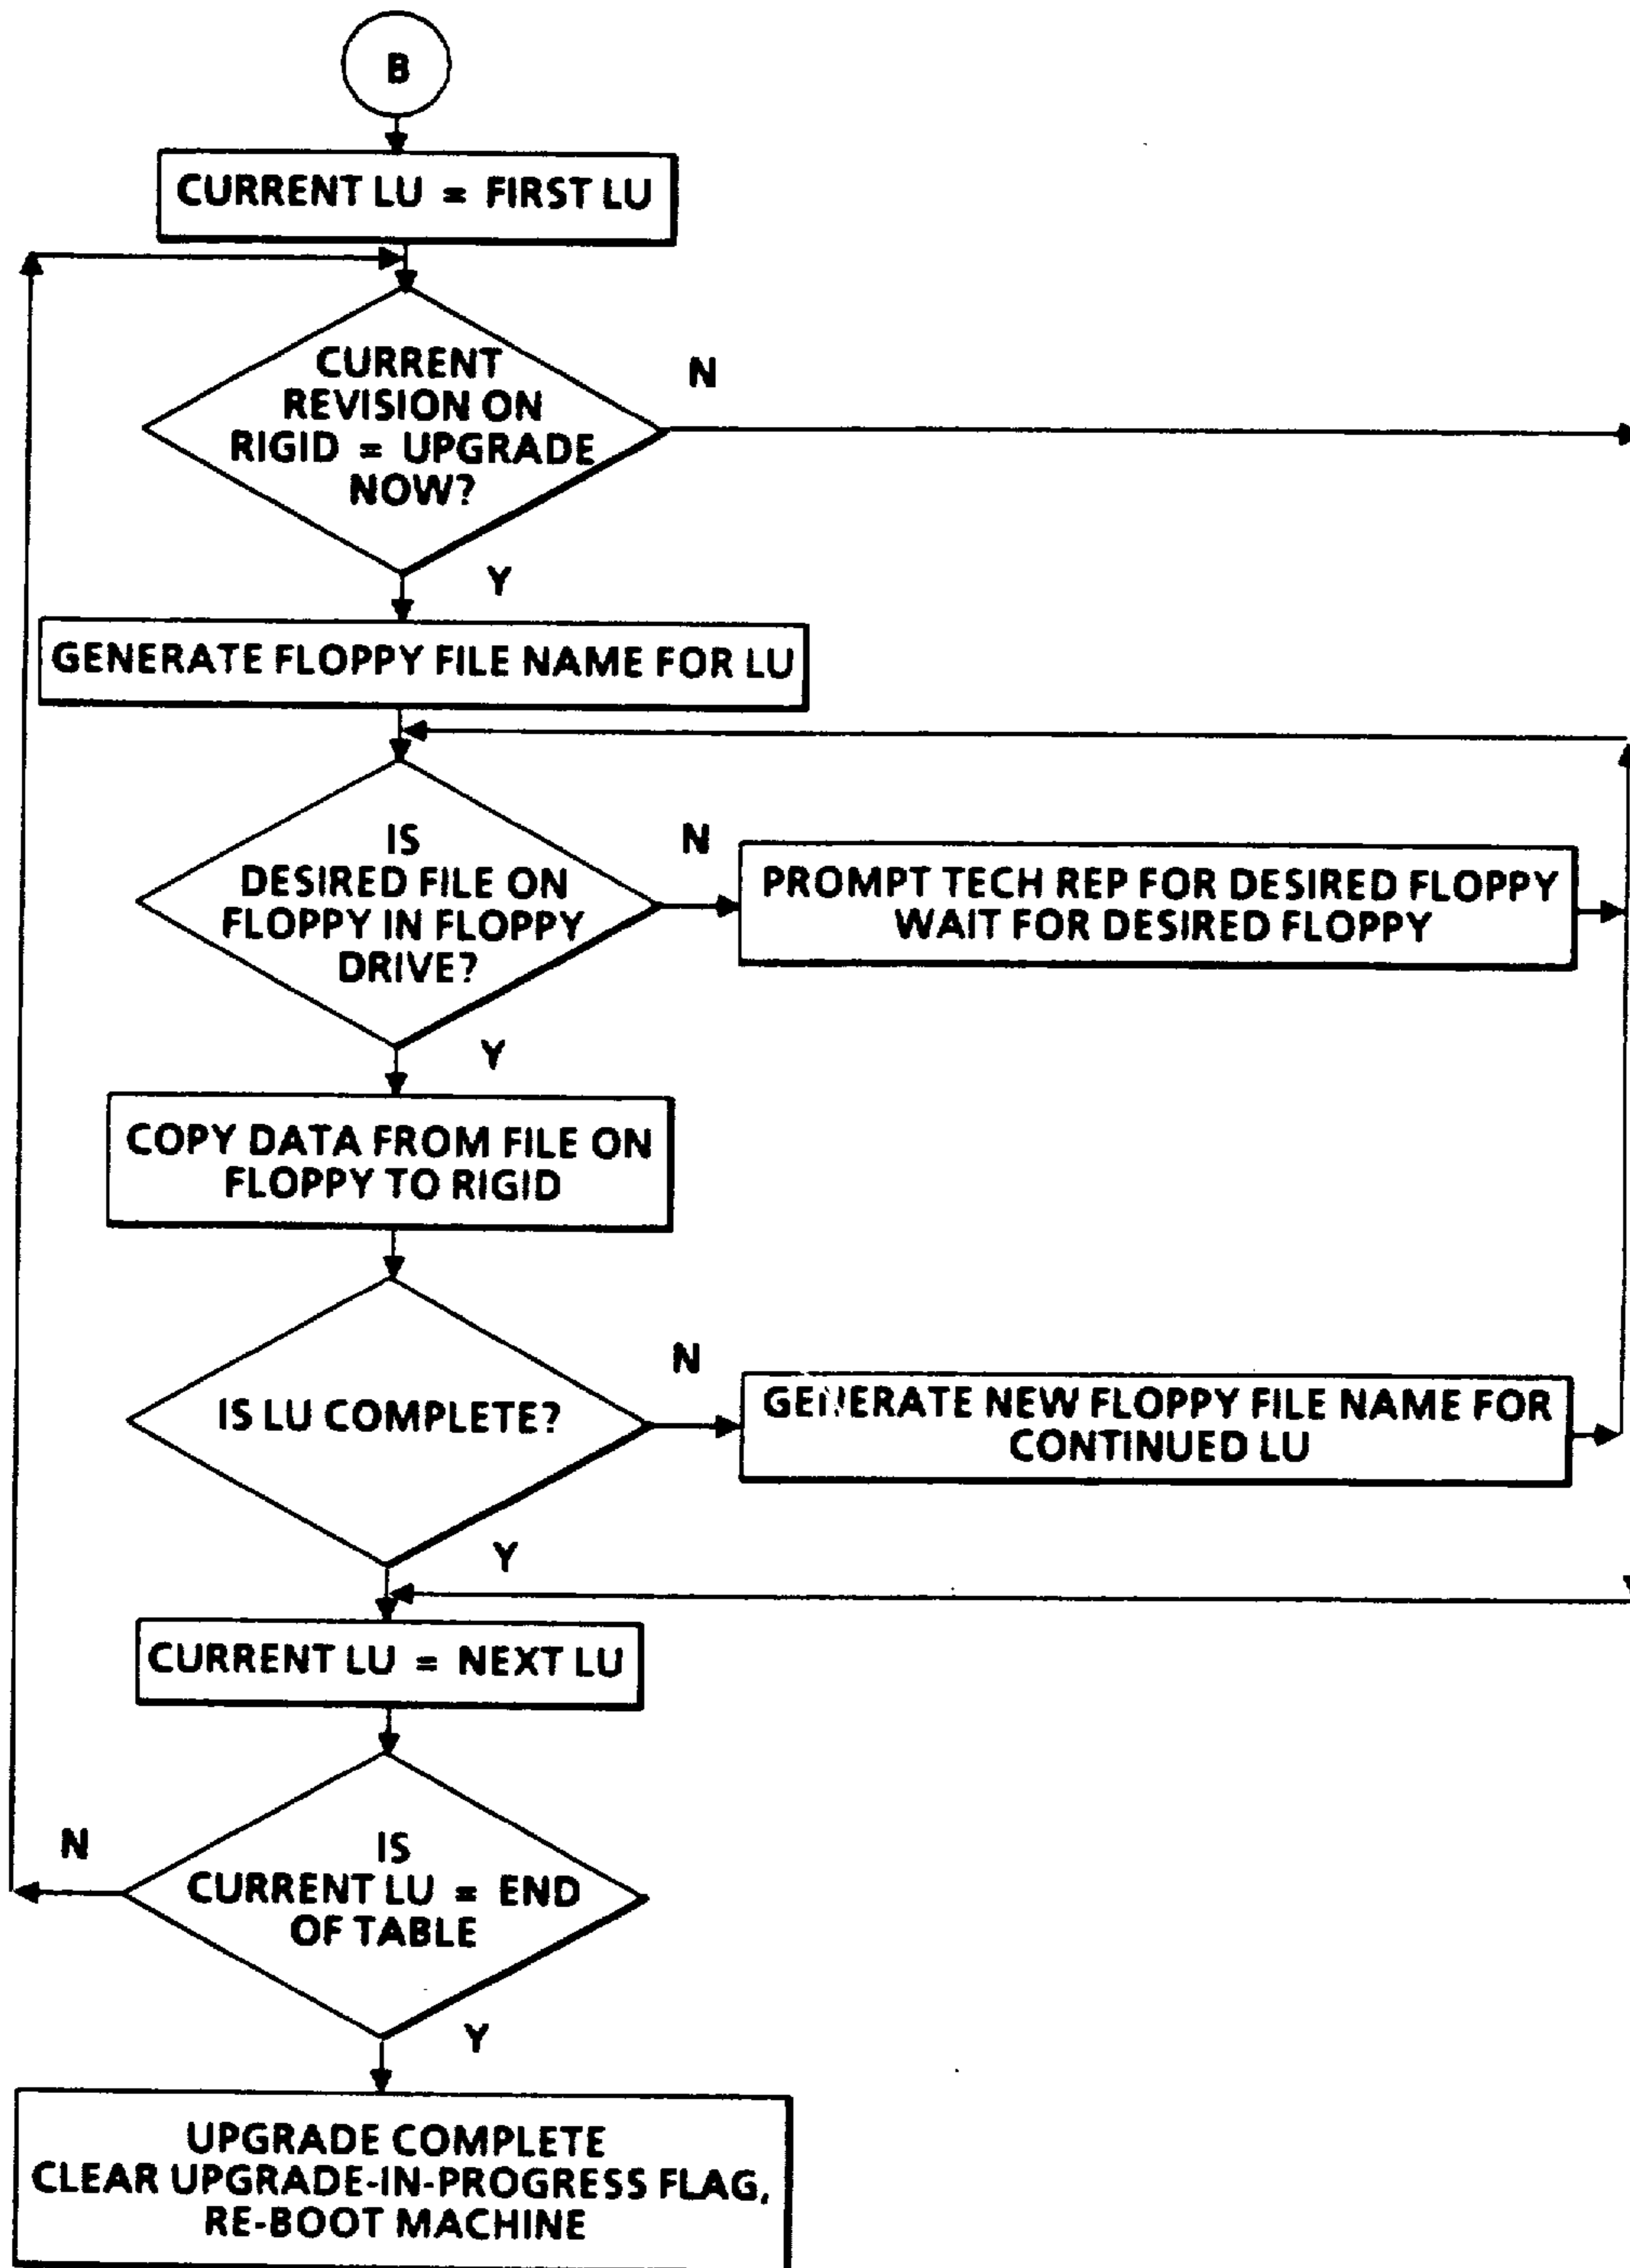 B
CURRENT LU = FIRST LU
CURRENT
REVISION ON
RIGID = UPGRADE
NOW?
N
Y
GENERATE FLOPPY FILE NAME FOR LU
IS
DESIRED FILE ON
FLOPPY IN FLOPPY
DRIVE?
N
PROMPT TECH REP FOR DESIRED FLOPPY
WAIT FOR DESIRED FLOPPY
Y
COPY DATA FROM FILE ON
FLOPPY TO RIGID
IS LU COMPLETE?
N
GENERATE NEW FLOPPY FILE NAME FOR
CONTINUED LU
Y
CURRENT LU = NEXT LU
N
IS
CURRENT LU = END
OF TABLE
Y
UPGRADE COMPLETE
CLEAR UPGRADE-IN-PROGRESS FLAG,
RE-BOOT MACHINE